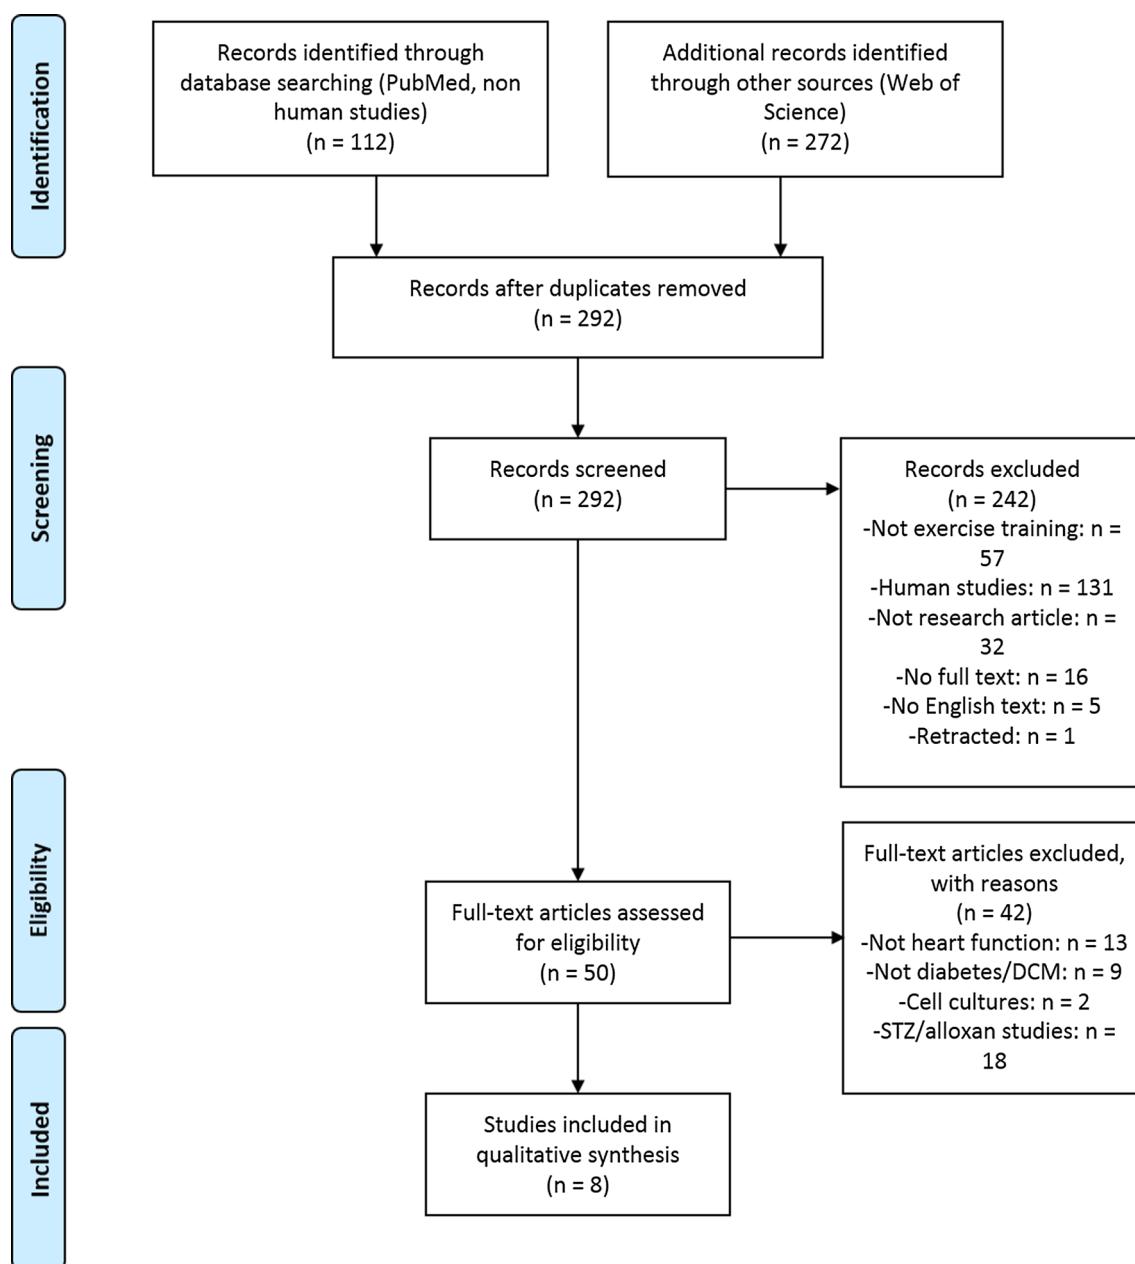 Identification
Records identified through
database searching (PubMed, non
human studies)
(n = 112)
Additional records identified
through other sources (Web of
Science)
(n = 272)
Records after duplicates removed
(n = 292)
Screening
Records screened
(n = 292)
Records excluded
(n = 242)
-Not exercise training: n =
57
-Human studies: n = 131
-Not research article: n =
32
-No full text: n = 16
-No English text: n = 5
-Retracted: n = 1
Eligibility
Full-text articles assessed
for eligibility
(n = 50)
Full-text articles excluded,
with reasons
(n = 42)
-Not heart function: n = 13
-Not diabetes/DCM: n = 9
-Cell cultures: n = 2
-STZ/alloxan studies: n =
18
Included
Studies included in
qualitative synthesis
(n = 8)